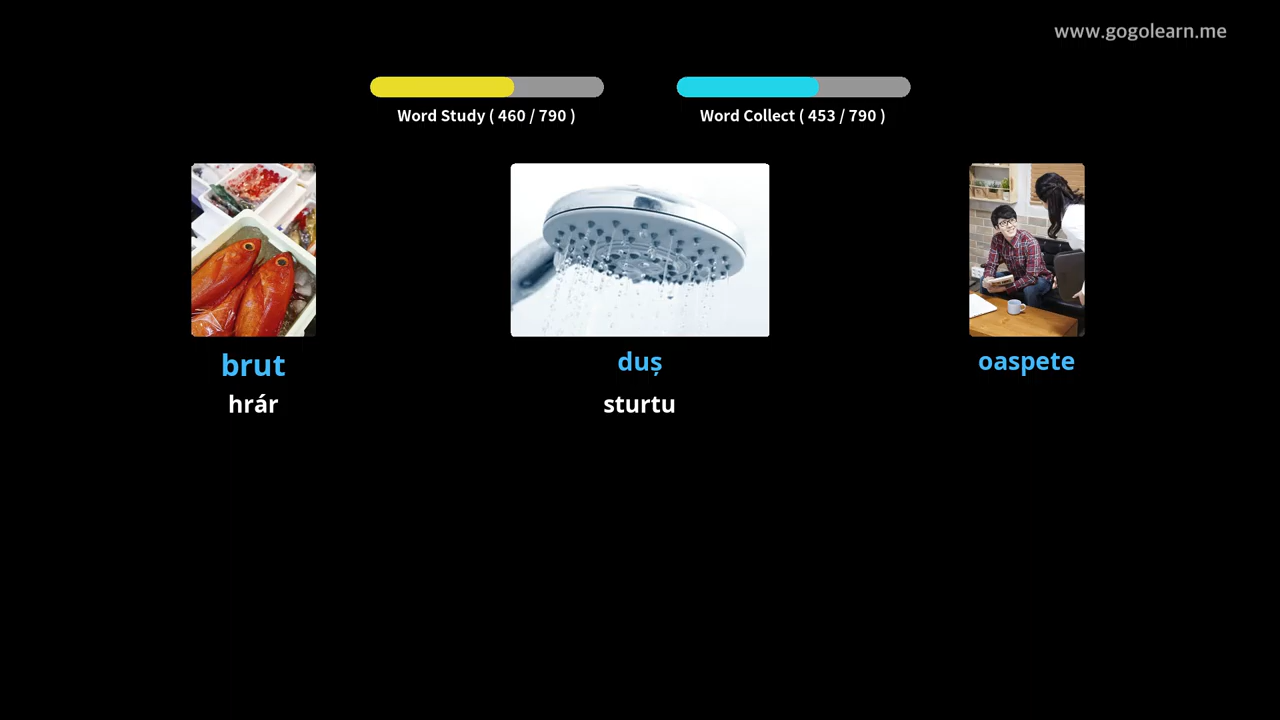 www.gogolearn.me
Word Study ( 460 / 790 )
Word Collect ( 453 / 790 )
brut
hrár
duș
sturtu
oaspete